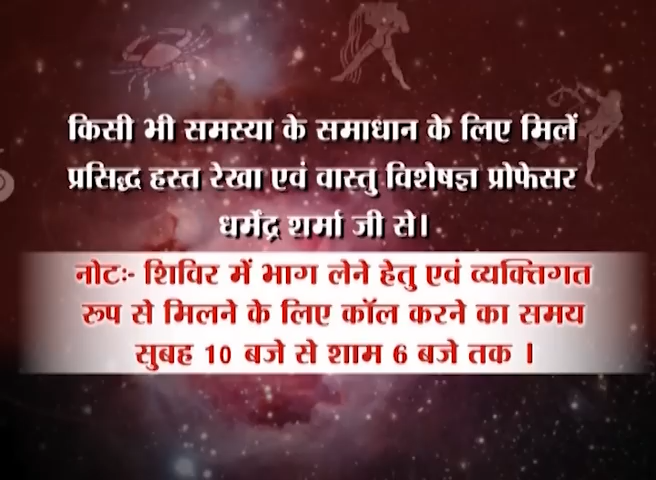 किसी भी समस्या के समाधान के लिए मिलें
प्रसिद्ध हस्त रेखा एवं वास्तु विशेषज्ञ प्रोफेसर
धर्मेंद्र शर्मा जी से।
नोटः- शिविर में भाग लेने हेतु एवं व्यक्तिगत
रूप से मिलने के लिए कॉल करने का समय
सुबह 10 बजे से शाम 6 बजे तक ।